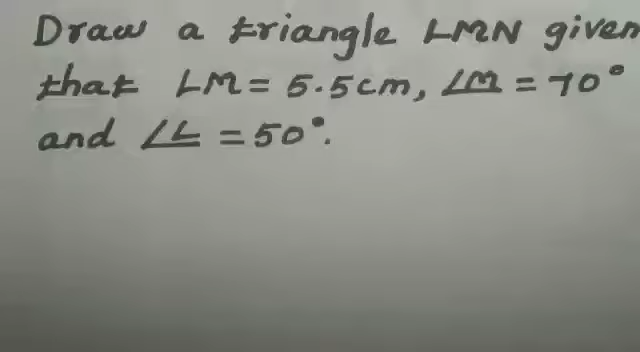 Draw a triangle LMN given
that LM = 5.5cm, ∠M = 70°
and ∠L = 50°.